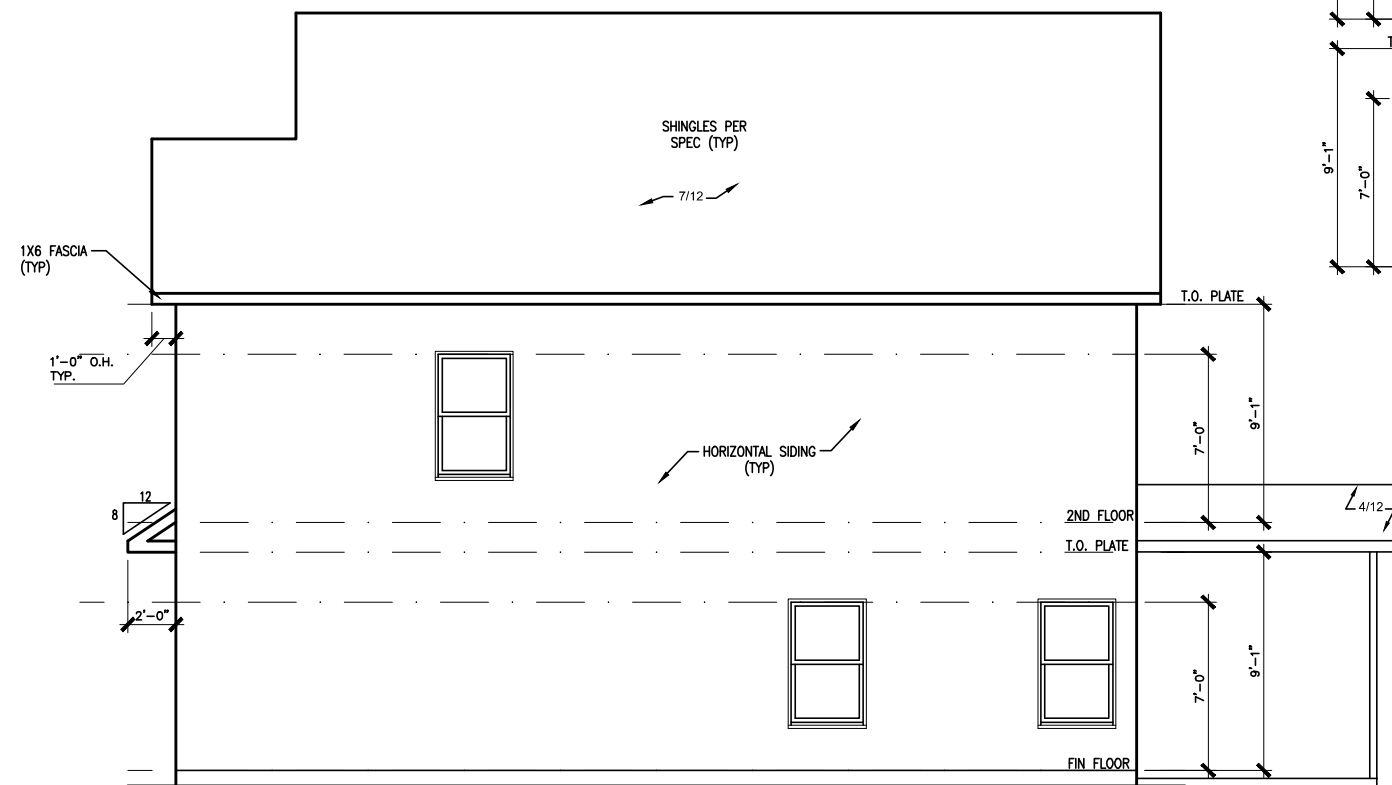 SHINGLES PER
SPEC (TYP)
7/12
1X6 FASCIA
(TYP)
T.O. PLATE
1'-0" O.H.
TYP.
HORIZONTAL SIDING
(TYP)
7'-0"
9'-1"
12
8
2ND FLOOR
T.O. PLATE
4/12
2'-0"
7'-0"
9'-1"
FIN FLOOR
9'-1"
7'-0"
T